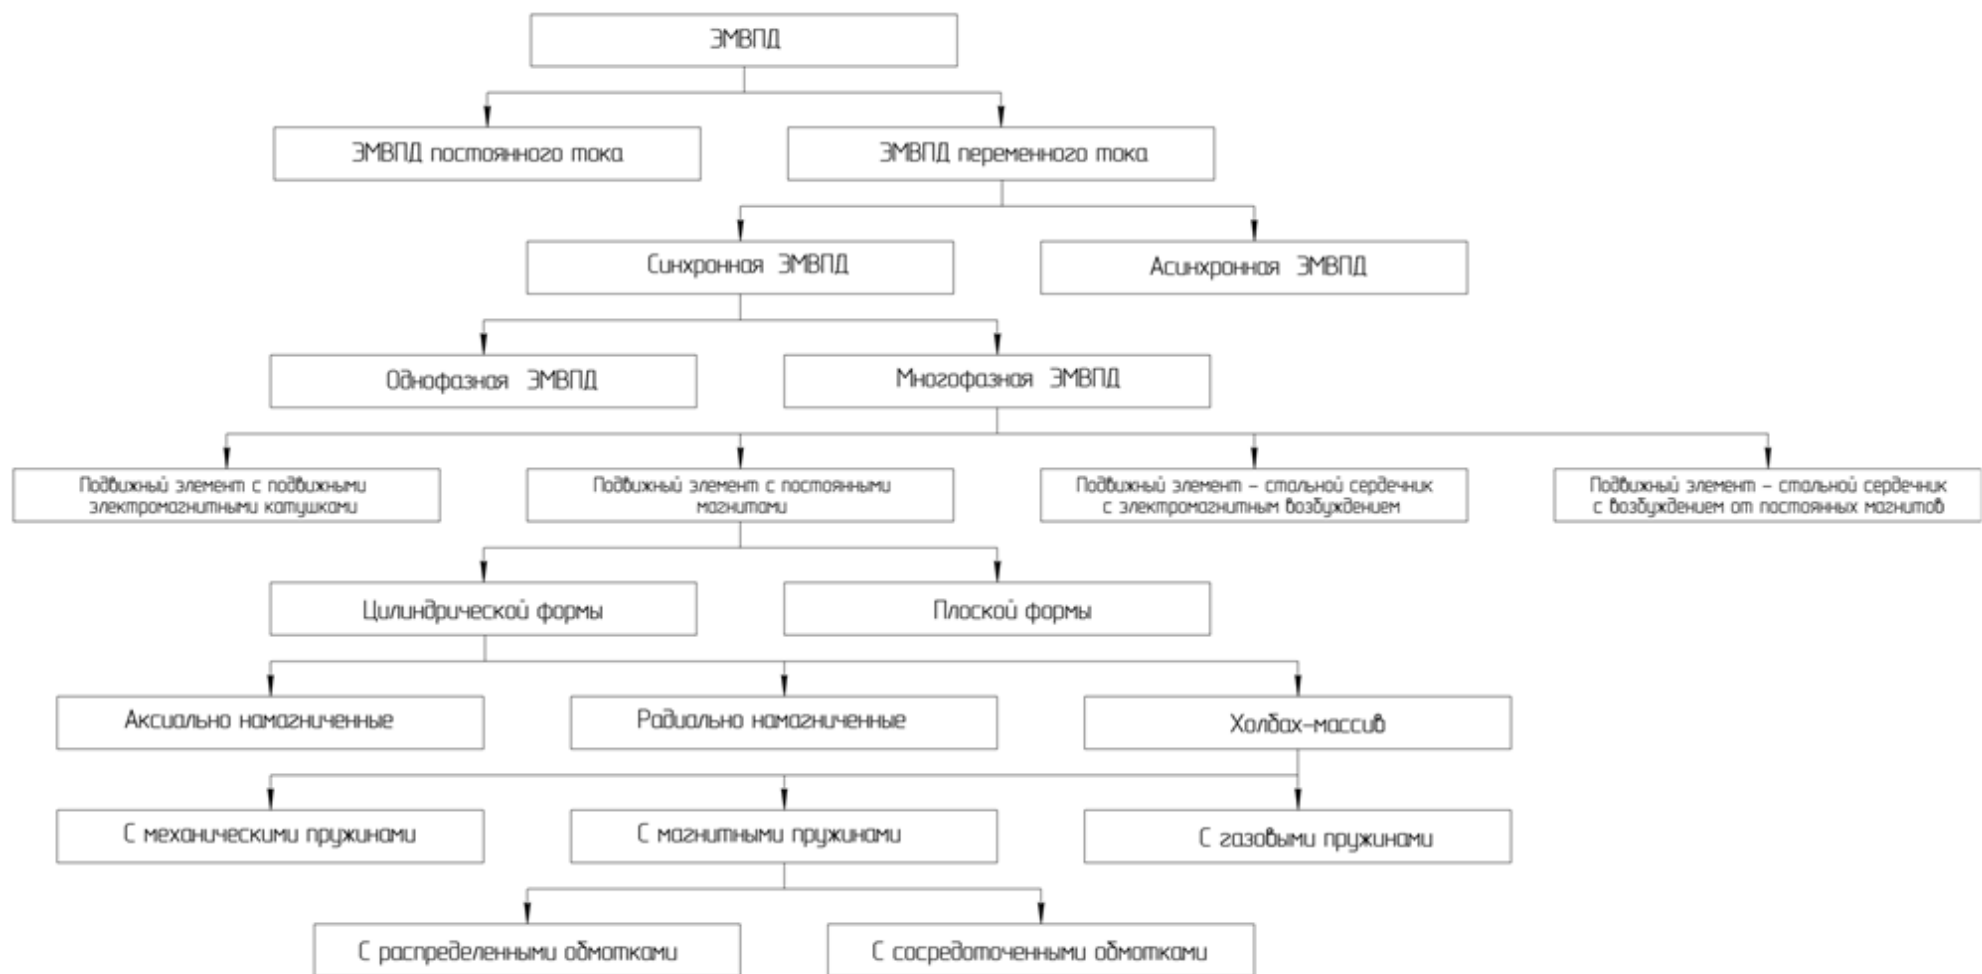 ЭМВПД
ЭМВПД постоянного тока
ЭМВПД переменного тока
Синхронная ЭМВПД
Асинхронная ЭМВПД
Однофазная ЭМВПД
Многофазная ЭМВПД
Подвижный элемент с подвижными
электромагнитными катушками
Подвижный элемент с постоянными
магнитами
Подвижный элемент – стальной сердечник
с электромагнитным возбуждением
Подвижный элемент – стальной сердечник
с возбуждением от постоянных магнитов
Цилиндрической формы
Плоской формы
Аксиально намагниченные
Радиально намагниченные
Холбах-массив
С механическими пружинами
С магнитными пружинами
С газовыми пружинами
С распределенными обмотками
С сосредоточенными обмотками